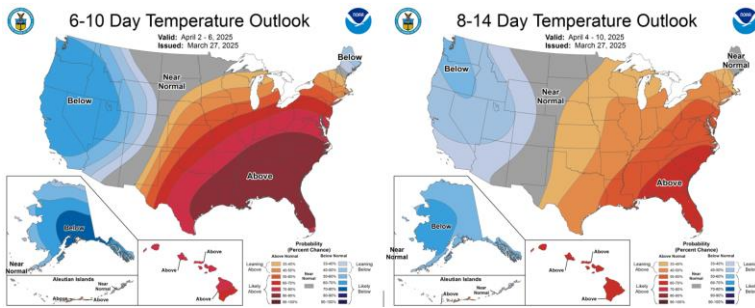 6-10 Day Temperature Outlook
Valid: April 2 - 6, 2025
Issued: March 27, 2025
Below
Near
Normal
Below
Above
Below
Near
Normal
Aleutian Islands
Above
Above
Above
Above
Probability
(Percent Chance)
Above Normal
Below Normal
Leaning
Above
Likely
Above
Near
Normal
Leaning
Below
Likely
Below
8-14 Day Temperature Outlook
Valid: April 4 - 10, 2025
Issued: March 27, 2025
Below
Near
Normal
Near
Normal
Above
Below
Near
Normal
Aleutian Islands
Above
Above
Above
Probability
(Percent Chance)
Above Normal
Below Normal
Leaning
Above
Likely
Above
Near
Normal
Leaning
Below
Likely
Below